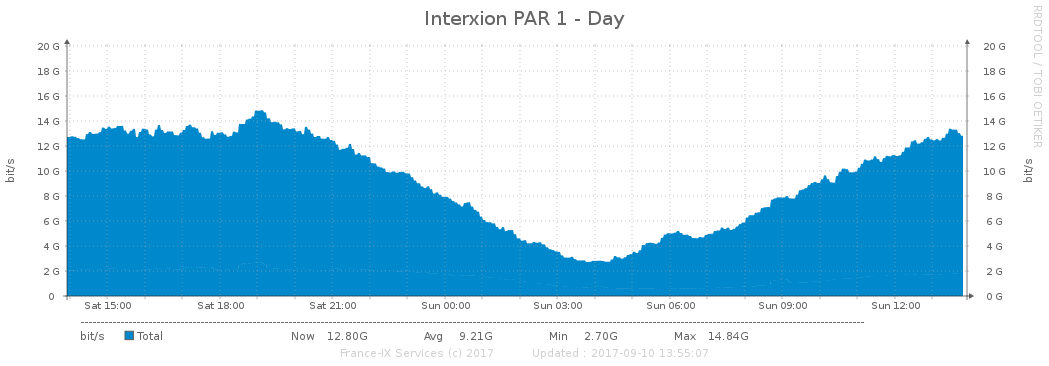 Interxion PAR 1 - Day
RRDTOOL / TOBI OETIKER
20 G 20 G
18 G 18 G
16 G 16 G
14 G 14 G
12 G 12 G
10 G 10 G
8 G 8 G
6 G 6 G
4 G 4 G
2 G 2 G
0 0 G
bit/s bit/s
Sat 15:00 Sat 18:00 Sat 21:00 Sun 00:00 Sun 03:00 Sun 06:00 Sun 09:00 Sun 12:00
bit/s Total Now 12.80G Avg 9.21G Min 2.70G Max 14.84G
France-IX Services (c) 2017 Updated : 2017-09-10 13:55:07